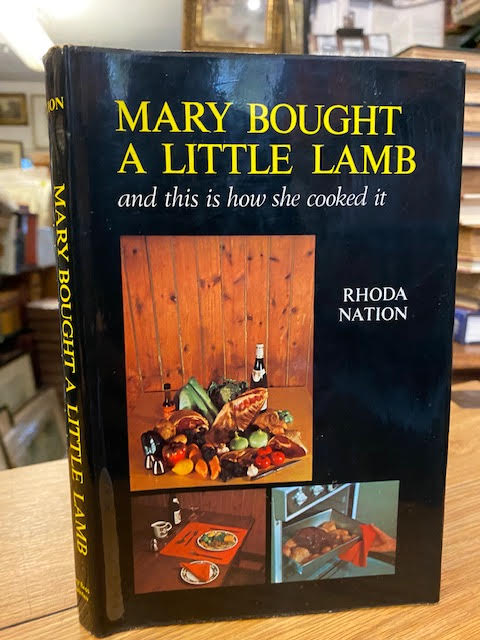 MARY BOUGHT
A LITTLE LAMB
and this is how she cooked it
RHODA
NATION
MARY BOUGHT A LITTLE LAMB